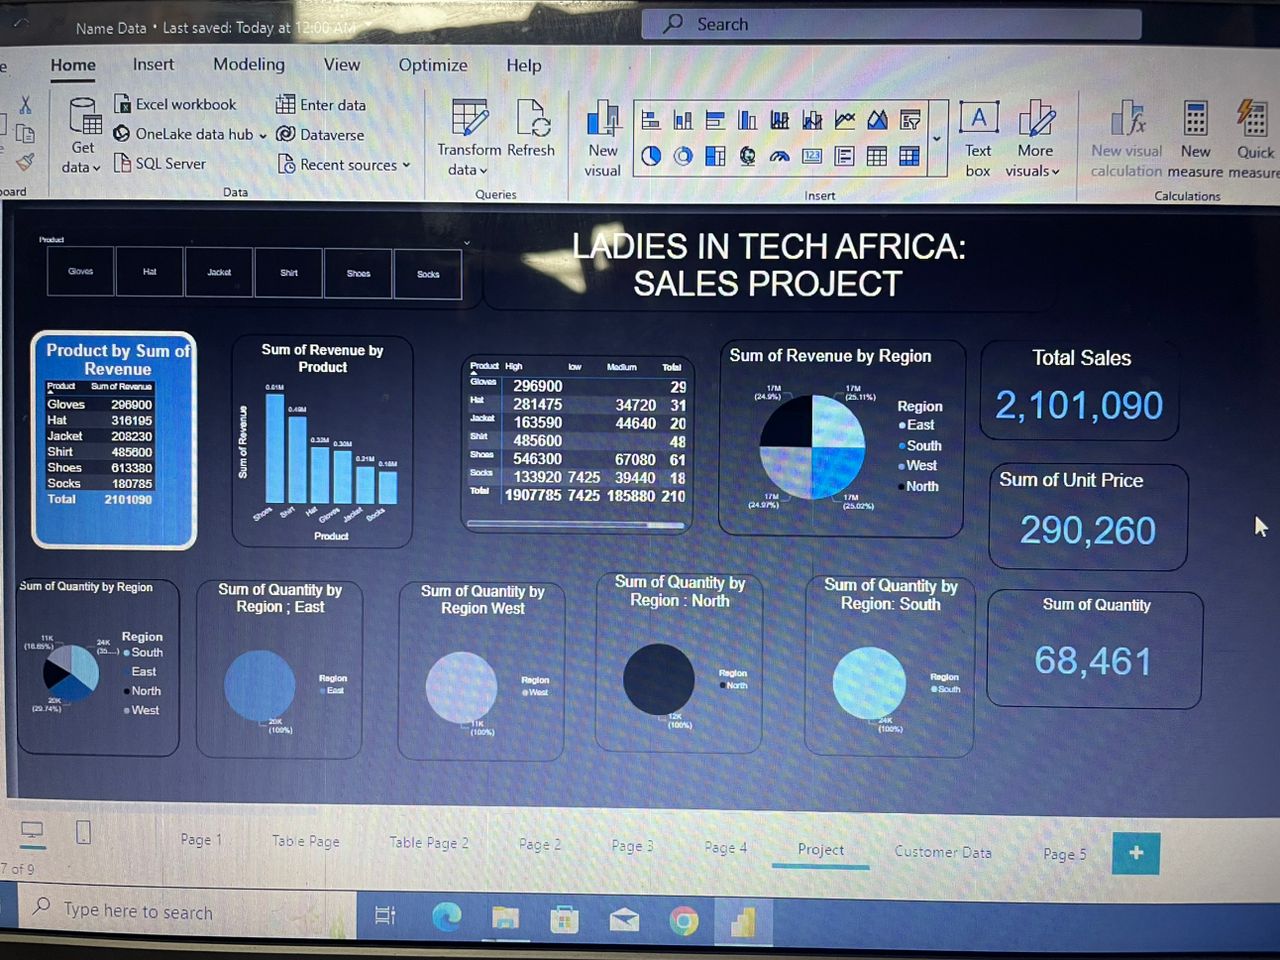 Name Data • Last saved: Today at 12:00 AM
Search
Home Insert Modeling View Optimize Help
Get data
Excel workbook
OneLake data hub
SQL Server
Enter data
Dataverse
Recent sources
Data
Transform data
Refresh
Queries
New visual
123
Insert
A
Text box
More visuals
New visual calculation
New measure
Quick measure
Calculations
Product
Gloves Hat Jacket Shirt Shoes Socks
LADIES IN TECH AFRICA:
SALES PROJECT
Product by Sum of
Revenue
Product Sum of Revenue
Gloves 296900
Hat 316195
Jacket 208230
Shirt 485600
Shoes 613380
Socks 180785
Total 2101090
Sum of Revenue by
Product
Sum of Revenue
0.61M
0.49M
0.32M
0.30M
0.21M
0.18M
Shoes Shirt Hat Gloves Jacket Socks
Product
Product High low Medium Total
Gloves 296900 29
Hat 281475 34720 31
Jacket 163590 44640 20
Shirt 485600 48
Shoes 546300 67080 61
Socks 133920 7425 39440 18
Total 1907785 7425 185880 210
Sum of Revenue by Region
17M
(24.9%)
17M
(25.11%)
17M
(24.97%)
17M
(25.02%)
Region
East
South
West
North
Total Sales
2,101,090
Sum of Unit Price
290,260
Sum of Quantity by Region
11K
(16.65%)
24K
(35....)
20K
(29.74%)
Region
South
East
North
West
Sum of Quantity by
Region ; East
Region
East
20K
(100%)
Sum of Quantity by
Region West
Region
West
11K
(100%)
Sum of Quantity by
Region : North
Region
North
12K
(100%)
Sum of Quantity by
Region: South
Region
South
24K
(100%)
Sum of Quantity
68,461
Page 1 Table Page Table Page 2 Page 2 Page 3 Page 4 Project Customer Data Page 5 +
7 of 9
Type here to search